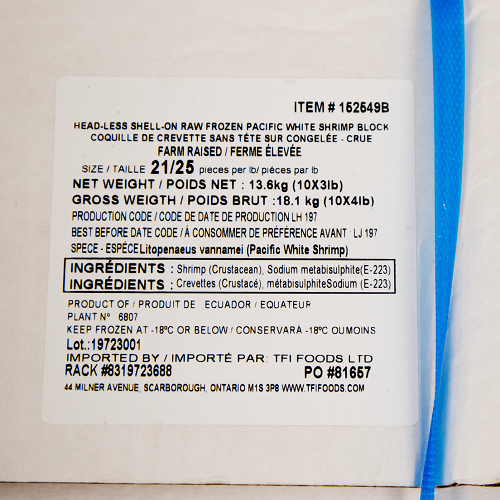 ITEM # 152549B
HEAD-LESS SHELL-ON RAW FROZEN PACIFIC WHITE SHRIMP BLOCK
COQUILLE DE CREVETTE SANS TÊTE SUR CONGELÉE - CRUE
FARM RAISED / FERME ÉLEVÉE
SIZE / TAILLE 21/25 pieces per lb/ pièces par lb
NET WEIGHT / POIDS NET : 13.6kg (10X3lb)
GROSS WEIGTH / POIDS BRUT :18.1 kg (10X4lb)
PRODUCTION CODE / CODE DE DATE DE PRODUCTION LH 197
BEST BEFORE DATE CODE / À CONSOMMER DE PRÉFÉRENCE AVANT : LJ 197
SPECE - ESPÈCE Litopenaeus vannamei (Pacific White Shrimp)
INGRÉDIENTS : Shrimp (Crustacean), Sodium metabisulphite(E-223)
INGRÉDIENTS : Crevettes (Crustacé), métabisulphiteSodium (E-223)
PRODUCT OF / PRODUIT DE ECUADOR / EQUATEUR
PLANT Nº 6807
KEEP FROZEN AT -18ºC OR BELOW / CONSERVARÁ -18ºC OUMOINS
Lot.:19723001
IMPORTED BY / IMPORTÉ PAR: TFI FOODS LTD
RACK #8319723688 PO #81657
44 MILNER AVENUE, SCARBOROUGH, ONTARIO M1S 3P8 WWW.TFIFOODS.COM